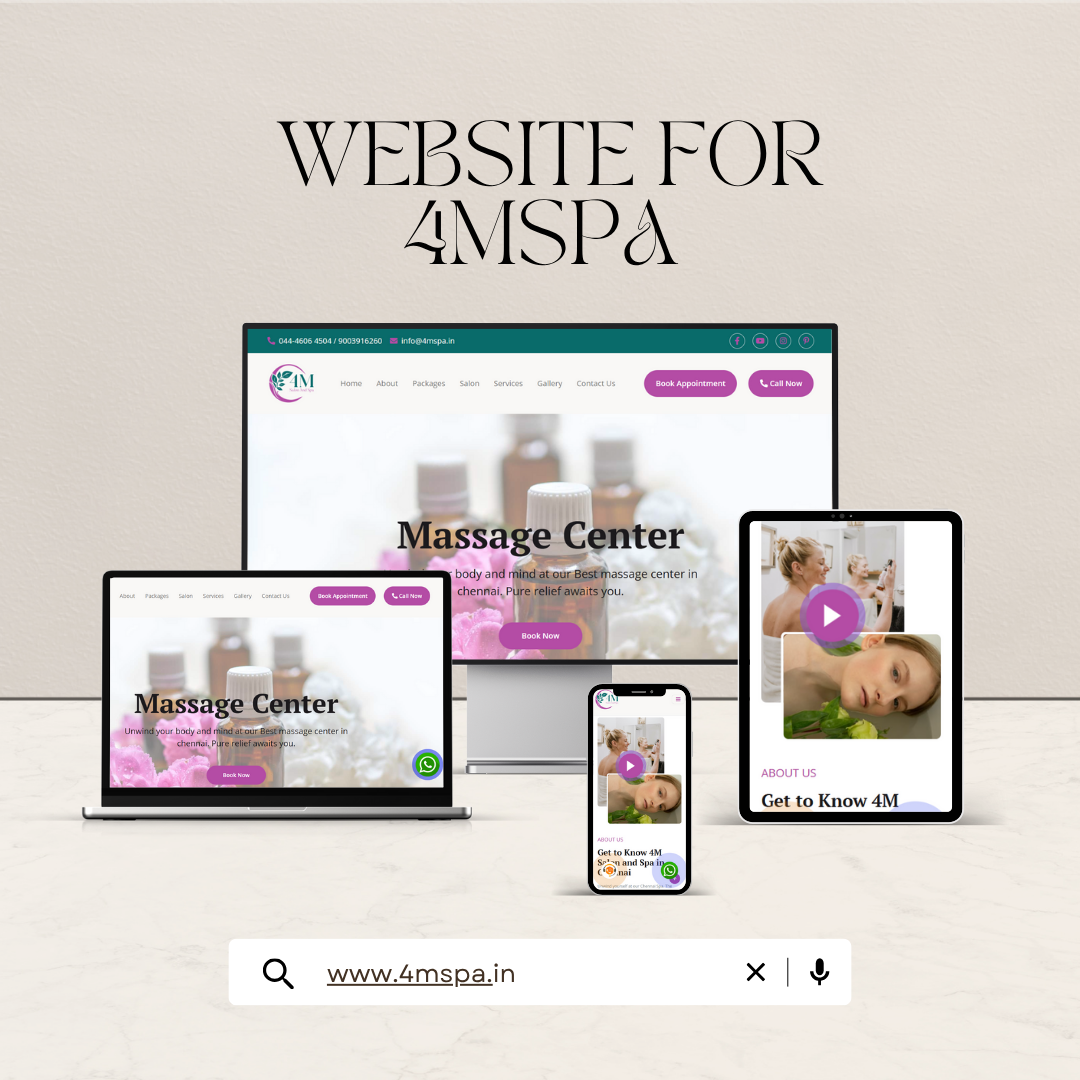 WEBSITE FOR
4MSPA
044-4606 4504 / 9003916260 info@4mspa.in
4M
Home About Packages Salon Services Gallery Contact Us Book Appointment Call Now
Massage Center
r body and mind at our Best massage center in
chennai. Pure relief awaits you.
Book Now
About Packages Salon Services Gallery Contact Us Book Appointment Call Now
Massage Center
Unwind your body and mind at our Best massage center in
chennai. Pure relief awaits you.
Book Now
ABOUT US
Get to Know 4M
Salon and Spa in
ABOUT US
Get to Know 4M
www.4mspa.in